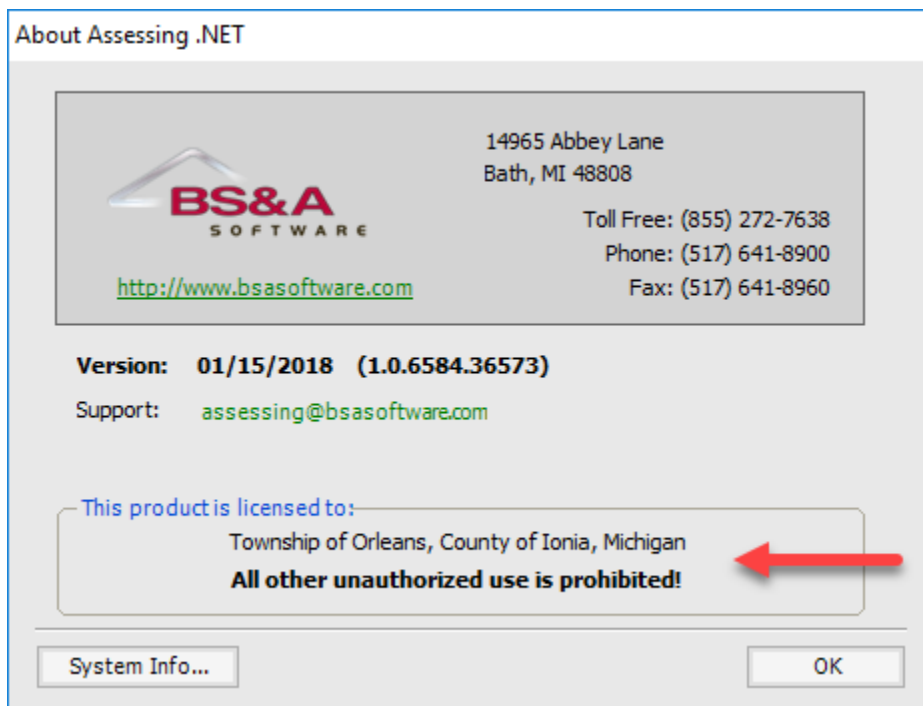 About Assessing .NET
BS&A
SOFTWARE
http://www.bsasoftware.com
14965 Abbey Lane
Bath, MI 48808
Toll Free: (855) 272-7638
Phone: (517) 641-8900
Fax: (517) 641-8960
Version: 01/15/2018 (1.0.6584.36573)
Support: assessing@bsasoftware.com
This product is licensed to:
Township of Orleans, County of Ionia, Michigan
All other unauthorized use is prohibited!
System Info...
OK